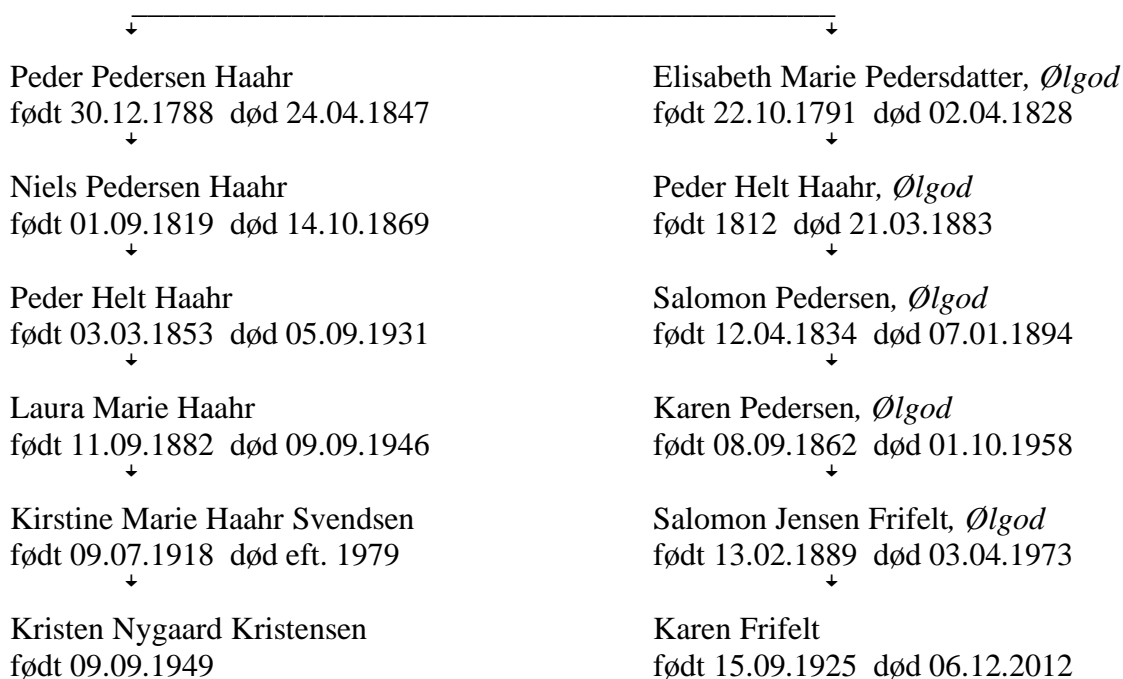 Peder Pedersen Haahr
født 30.12.1788 død 24.04.1847
Niels Pedersen Haahr
født 01.09.1819 død 14.10.1869
Peder Helt Haahr
født 03.03.1853 død 05.09.1931
Laura Marie Haahr
født 11.09.1882 død 09.09.1946
Kirstine Marie Haahr Svendsen
født 09.07.1918 død eft. 1979
Kristen Nygaard Kristensen
født 09.09.1949
Elisabeth Marie Pedersdatter, Ølgod
født 22.10.1791 død 02.04.1828
Peder Helt Haahr, Ølgod
født 1812 død 21.03.1883
Salomon Pedersen, Ølgod
født 12.04.1834 død 07.01.1894
Karen Pedersen, Ølgod
født 08.09.1862 død 01.10.1958
Salomon Jensen Frifelt, Ølgod
født 13.02.1889 død 03.04.1973
Karen Frifelt
født 15.09.1925 død 06.12.2012